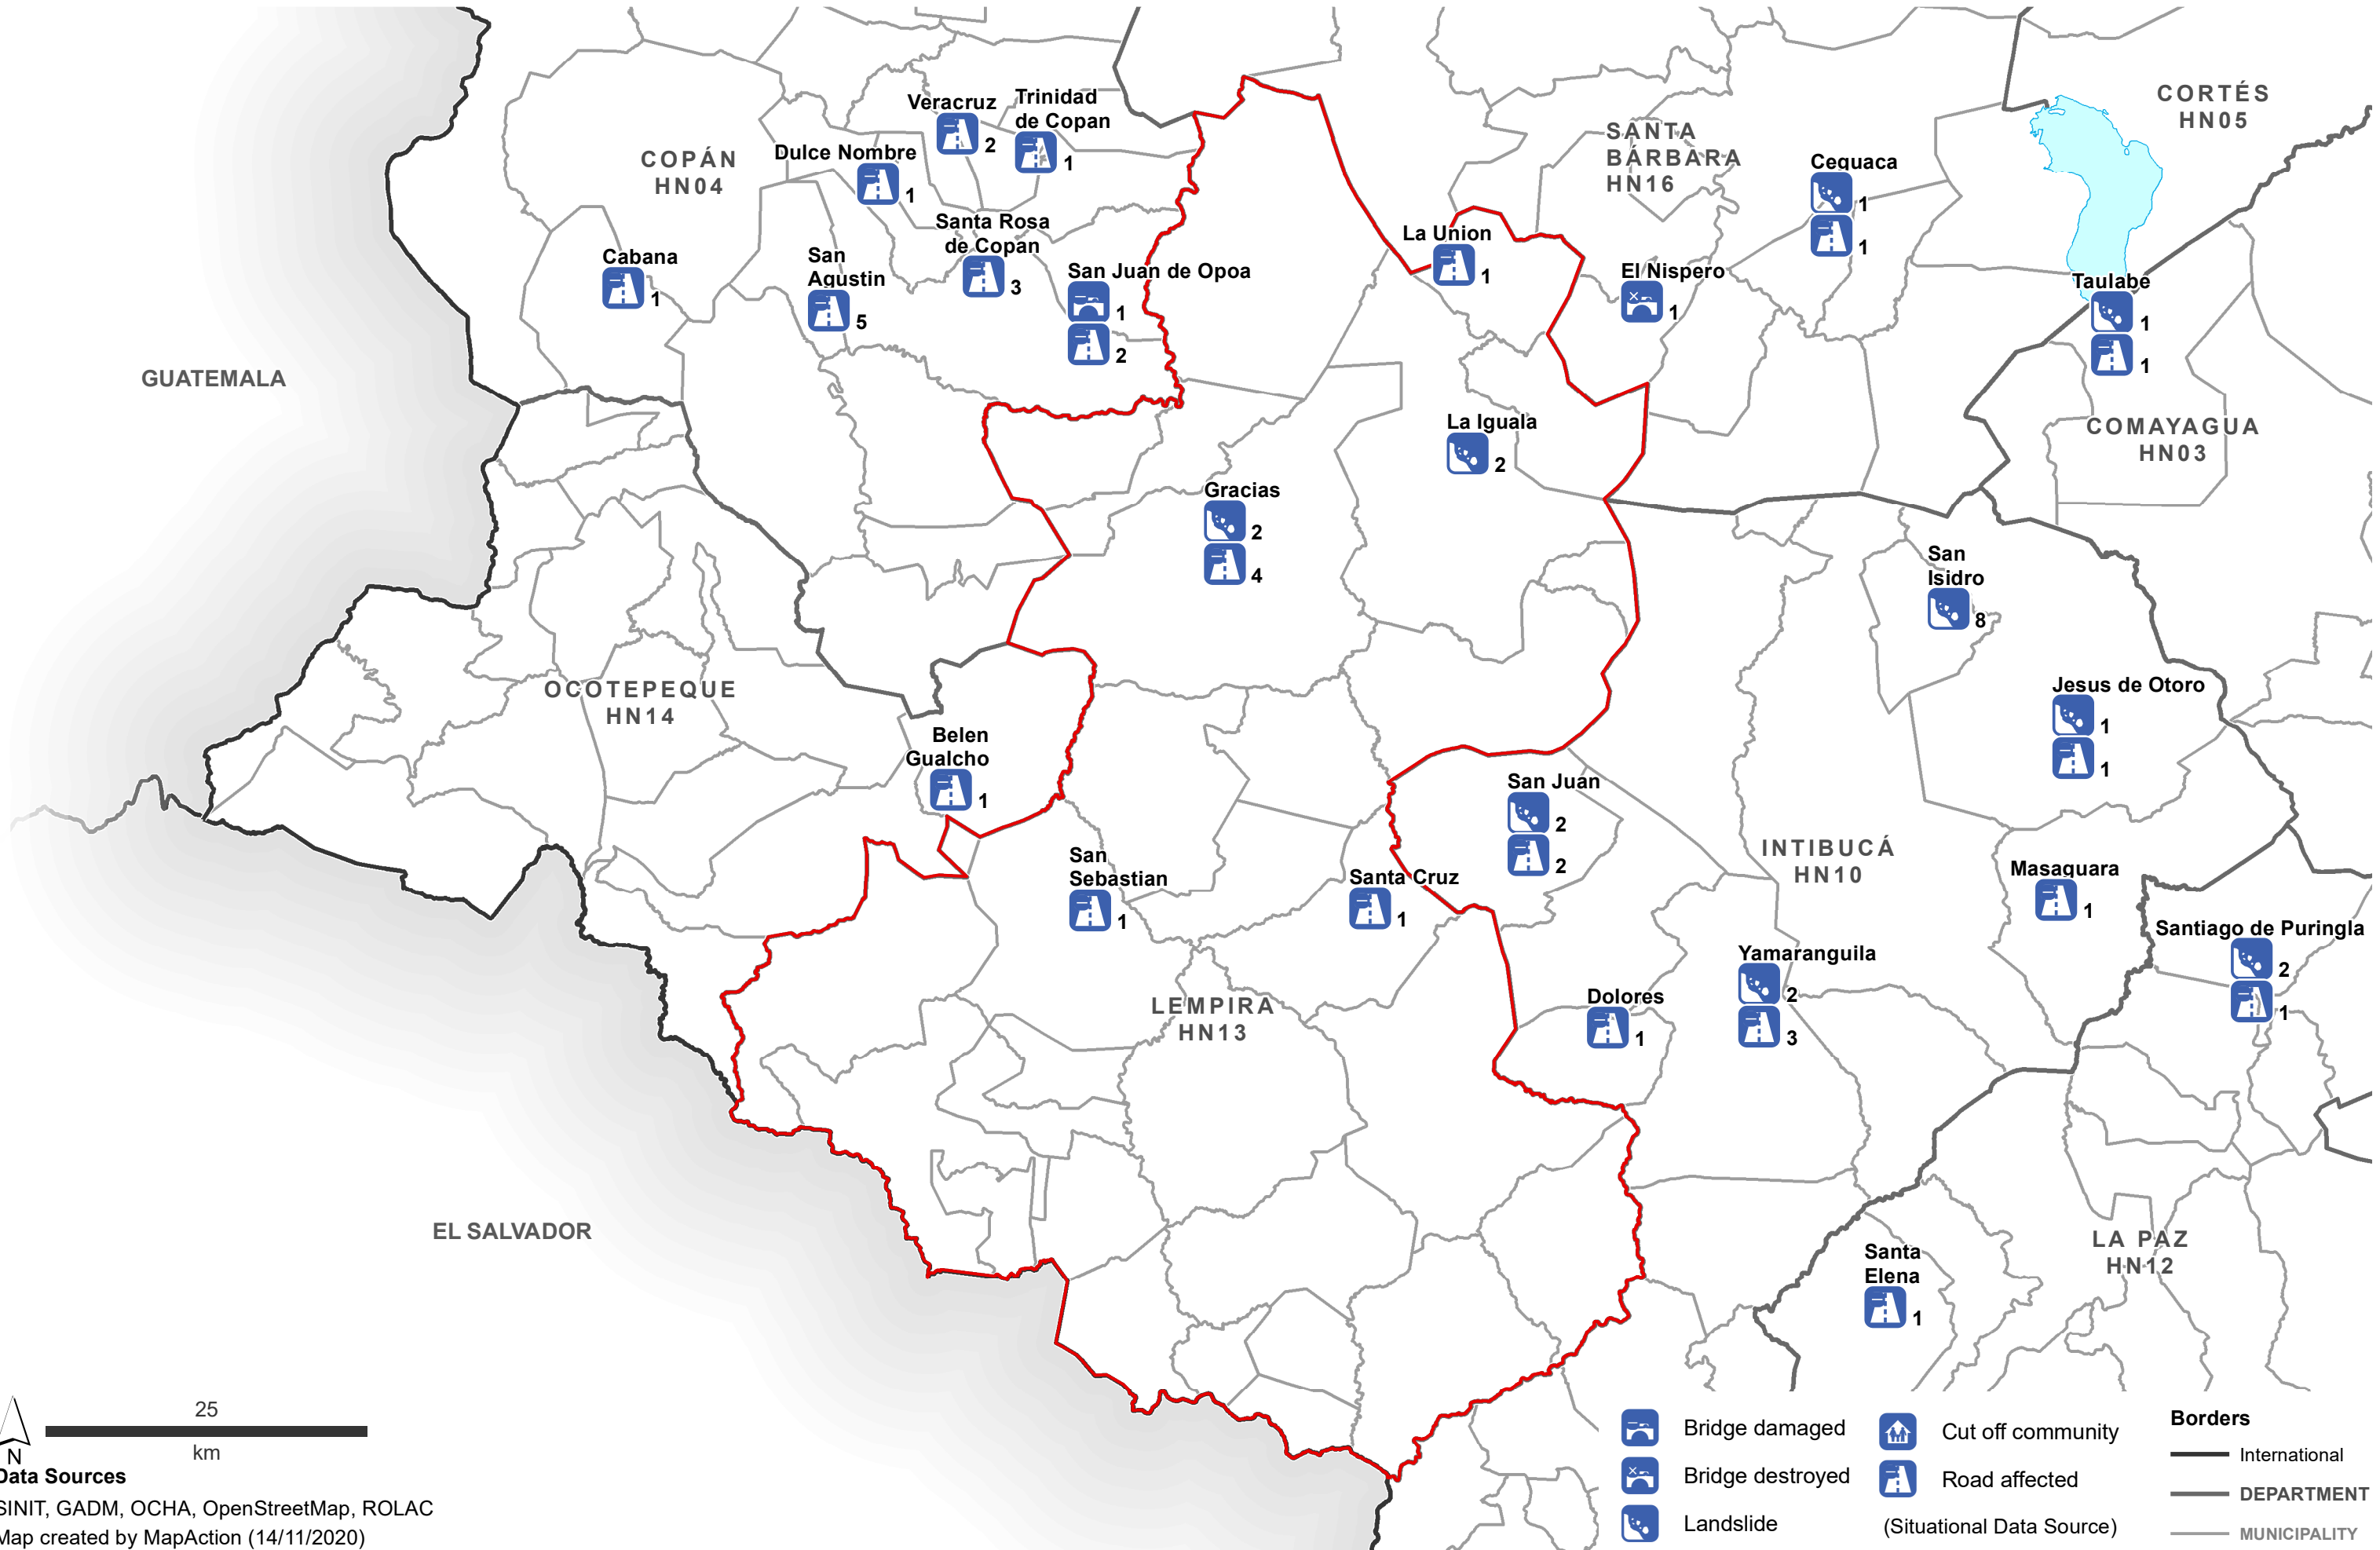 CORTÉS
HN05
Veracruz
2
Trinidad
de Copan
1
SANTA
BÁRBARA
HN16
COPÁN
HN04
Dulce Nombre
1
Cequaca
1
1
Santa Rosa
de Copan
3
La Union
1
Cabana
1
San
Agustin
5
San Juan de Opoa
1
2
El Nispero
1
Taulabe
1
1
GUATEMALA
La Iguala
2
COMAYAGUA
HN03
Gracias
2
4
San
Isidro
8
OCOTEPEQUE
HN14
Jesus de Otoro
1
1
Belen
Gualcho
1
San Juan
2
2
INTIBUCÁ
HN10
San
Sebastian
1
Santa Cruz
1
Masaguara
1
Santiago de Puringla
2
1
Yamaranguila
2
3
LEMPIRA
HN13
Dolores
1
EL SALVADOR
LA PAZ
HN12
Santa
Elena
1
25
km
N
Data Sources
SINIT, GADM, OCHA, OpenStreetMap, ROLAC
Map created by MapAction (14/11/2020)
Bridge damaged
Bridge destroyed
Landslide
Cut off community
Road affected
(Situational Data Source)
Borders
International
DEPARTMENT
MUNICIPALITY